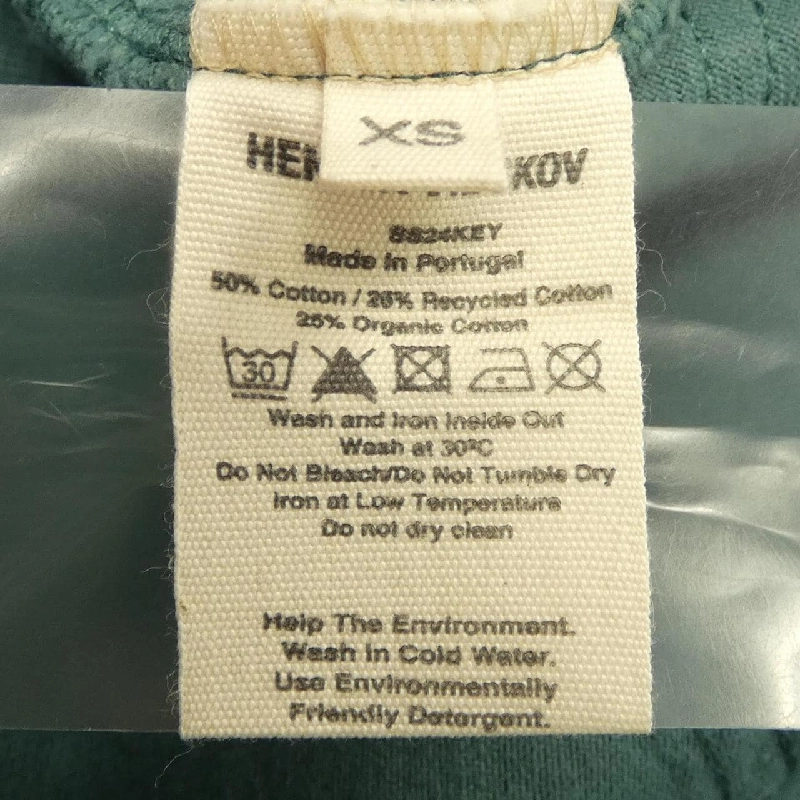 XS
HEN KOV
SS24KEY
Made in Portugal
50% Cotton / 25% Recycled Cotton
25% Organic Cotton
30
Wash and Iron Inside Out
Wash at 30ºC
Do Not Bleach/Do Not Tumble Dry
Iron at Low Temperature
Do not dry clean
Help The Environment.
Wash in Cold Water.
Use Environmentally
Friendly Detergent.